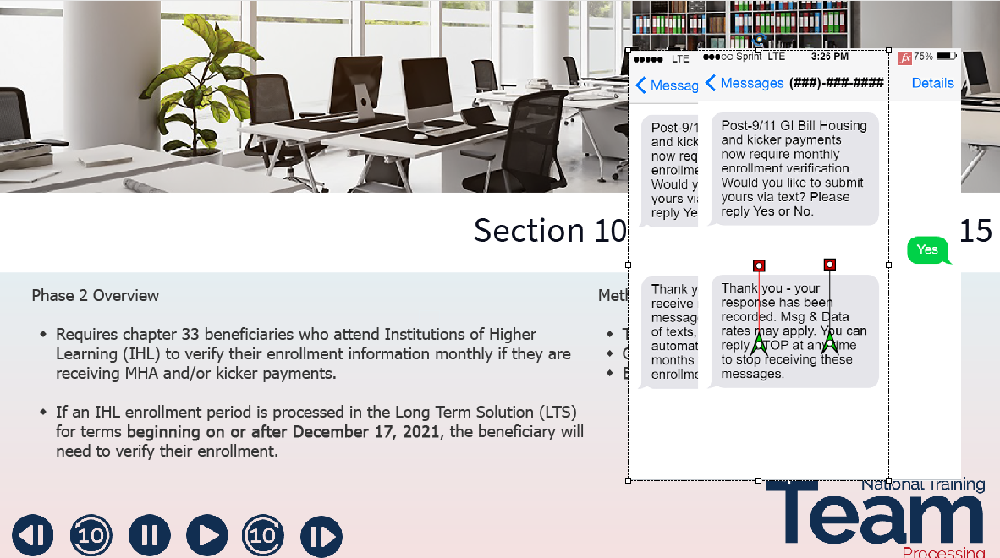 ●●●●● LTE
●●●○○ Sprint LTE 3:26 PM
fx 75%
Messag
Messages (###)-###-####
Details
Post-9/1
and kick
now req
enrollme
Would y
yours via
reply Ye
Post-9/11 GI Bill Housing
and kicker payments
now require monthly
enrollment verification.
Would you like to submit
yours via text? Please
reply Yes or No.
Section 10
15
Yes
Thank y
receive
messag
of texts,
automat
months
enrollme
Thank you - your
response has been
recorded. Msg & Data
rates may apply. You can
reply STOP at anytime
to stop receiving these
messages.
Phase 2 Overview
Requires chapter 33 beneficiaries who attend Institutions of Higher
Learning (IHL) to verify their enrollment information monthly if they are
receiving MHA and/or kicker payments.
If an IHL enrollment period is processed in the Long Term Solution (LTS)
for terms beginning on or after December 17, 2021, the beneficiary will
need to verify their enrollment.
Meth
T
E
10
10
National Training
Team
Processing